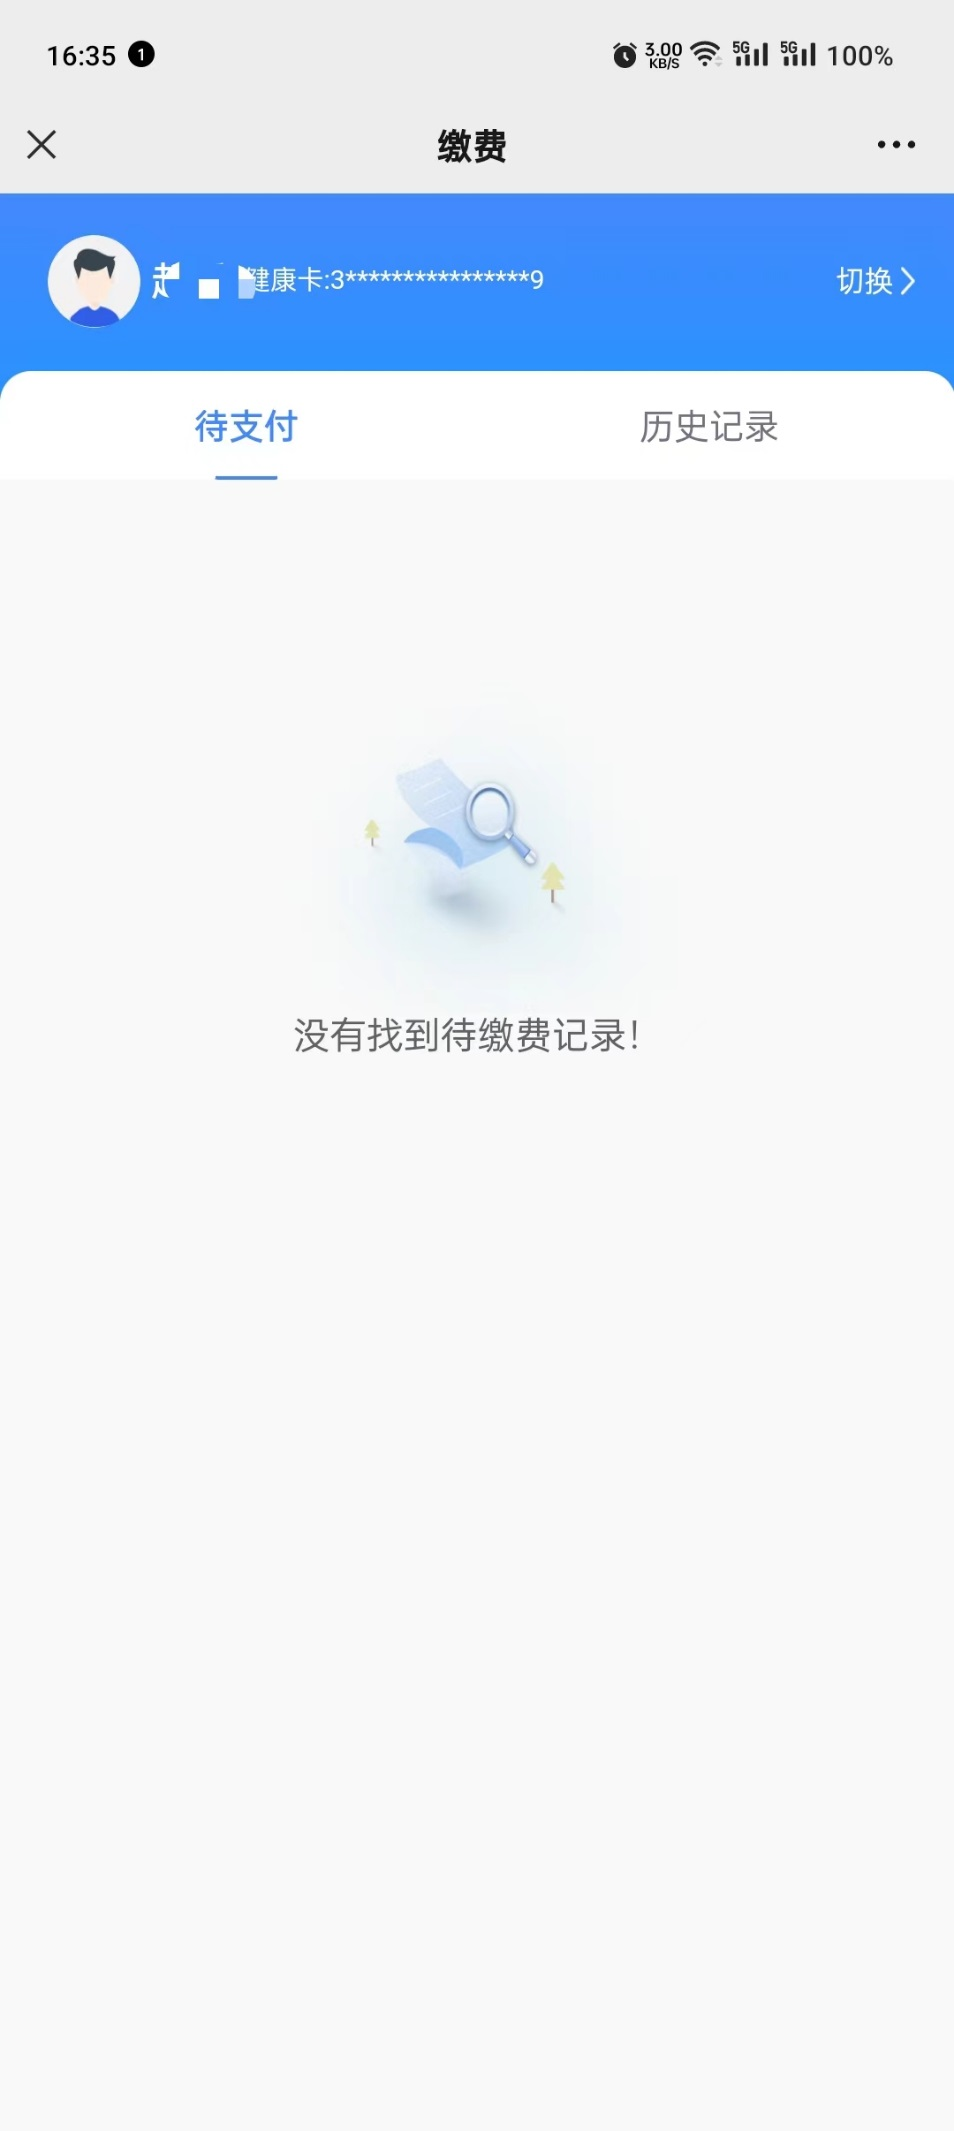 16:35 1 3.00 KB/S 5G 5G 100%
缴费
健康卡:3****************9 切换
待支付 历史记录
没有找到待缴费记录！